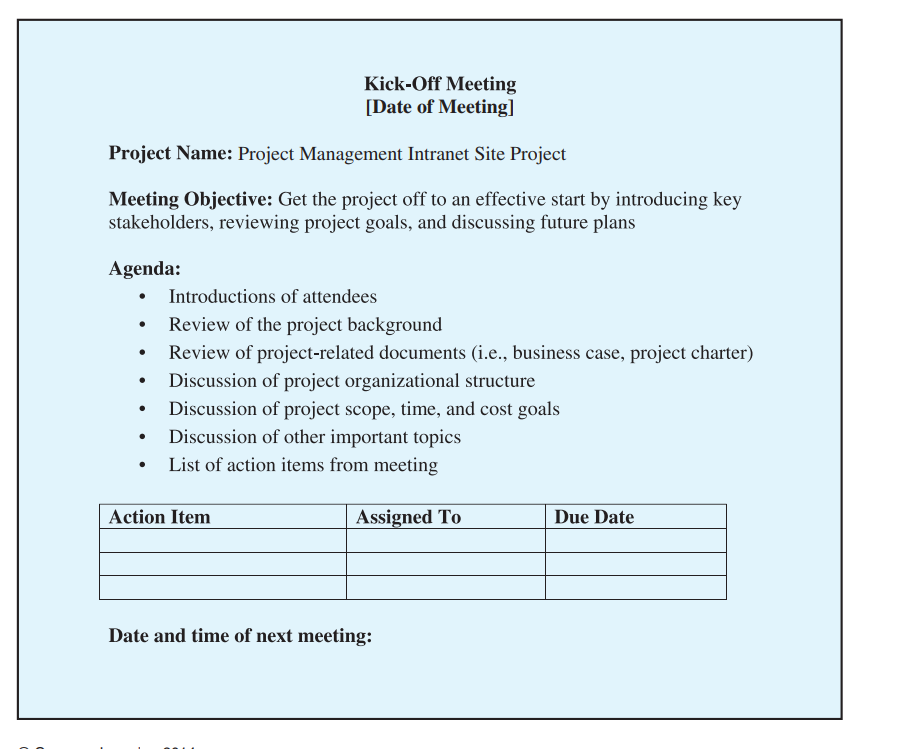 Kick-Off Meeting
[Date of Meeting]
Project Name: Project Management Intranet Site Project
Meeting Objective: Get the project off to an effective start by introducing key
stakeholders, reviewing project goals, and discussing future plans
Agenda:
• Introductions of attendees
• Review of the project background
• Review of project-related documents (i.e., business case, project charter)
• Discussion of project organizational structure
• Discussion of project scope, time, and cost goals
• Discussion of other important topics
• List of action items from meeting
Action Item Assigned To Due Date
Date and time of next meeting: